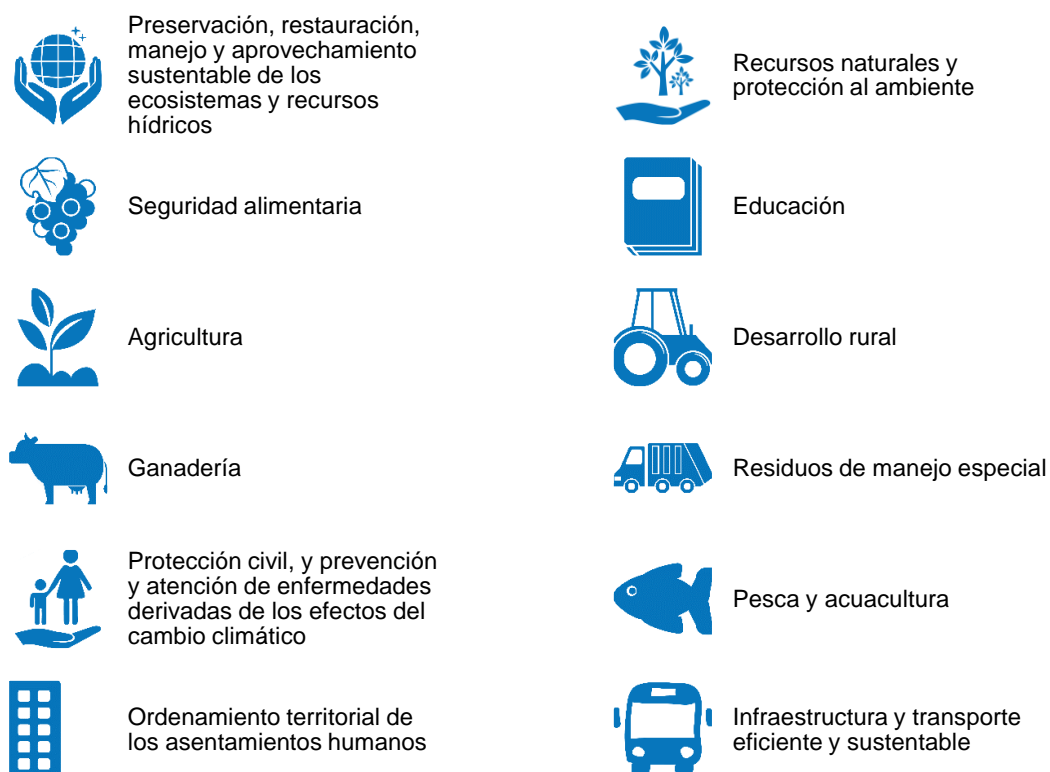 Preservación, restauración,
manejo y aprovechamiento
sustentable de los
ecosistemas y recursos
hídricos
Recursos naturales y
protección al ambiente
Seguridad alimentaria
Educación
Agricultura
Desarrollo rural
Ganadería
Residuos de manejo especial
Protección civil, y prevención
y atención de enfermedades
derivadas de los efectos del
cambio climático
Pesca y acuacultura
Ordenamiento territorial de
los asentamientos humanos
Infraestructura y transporte
eficiente y sustentable